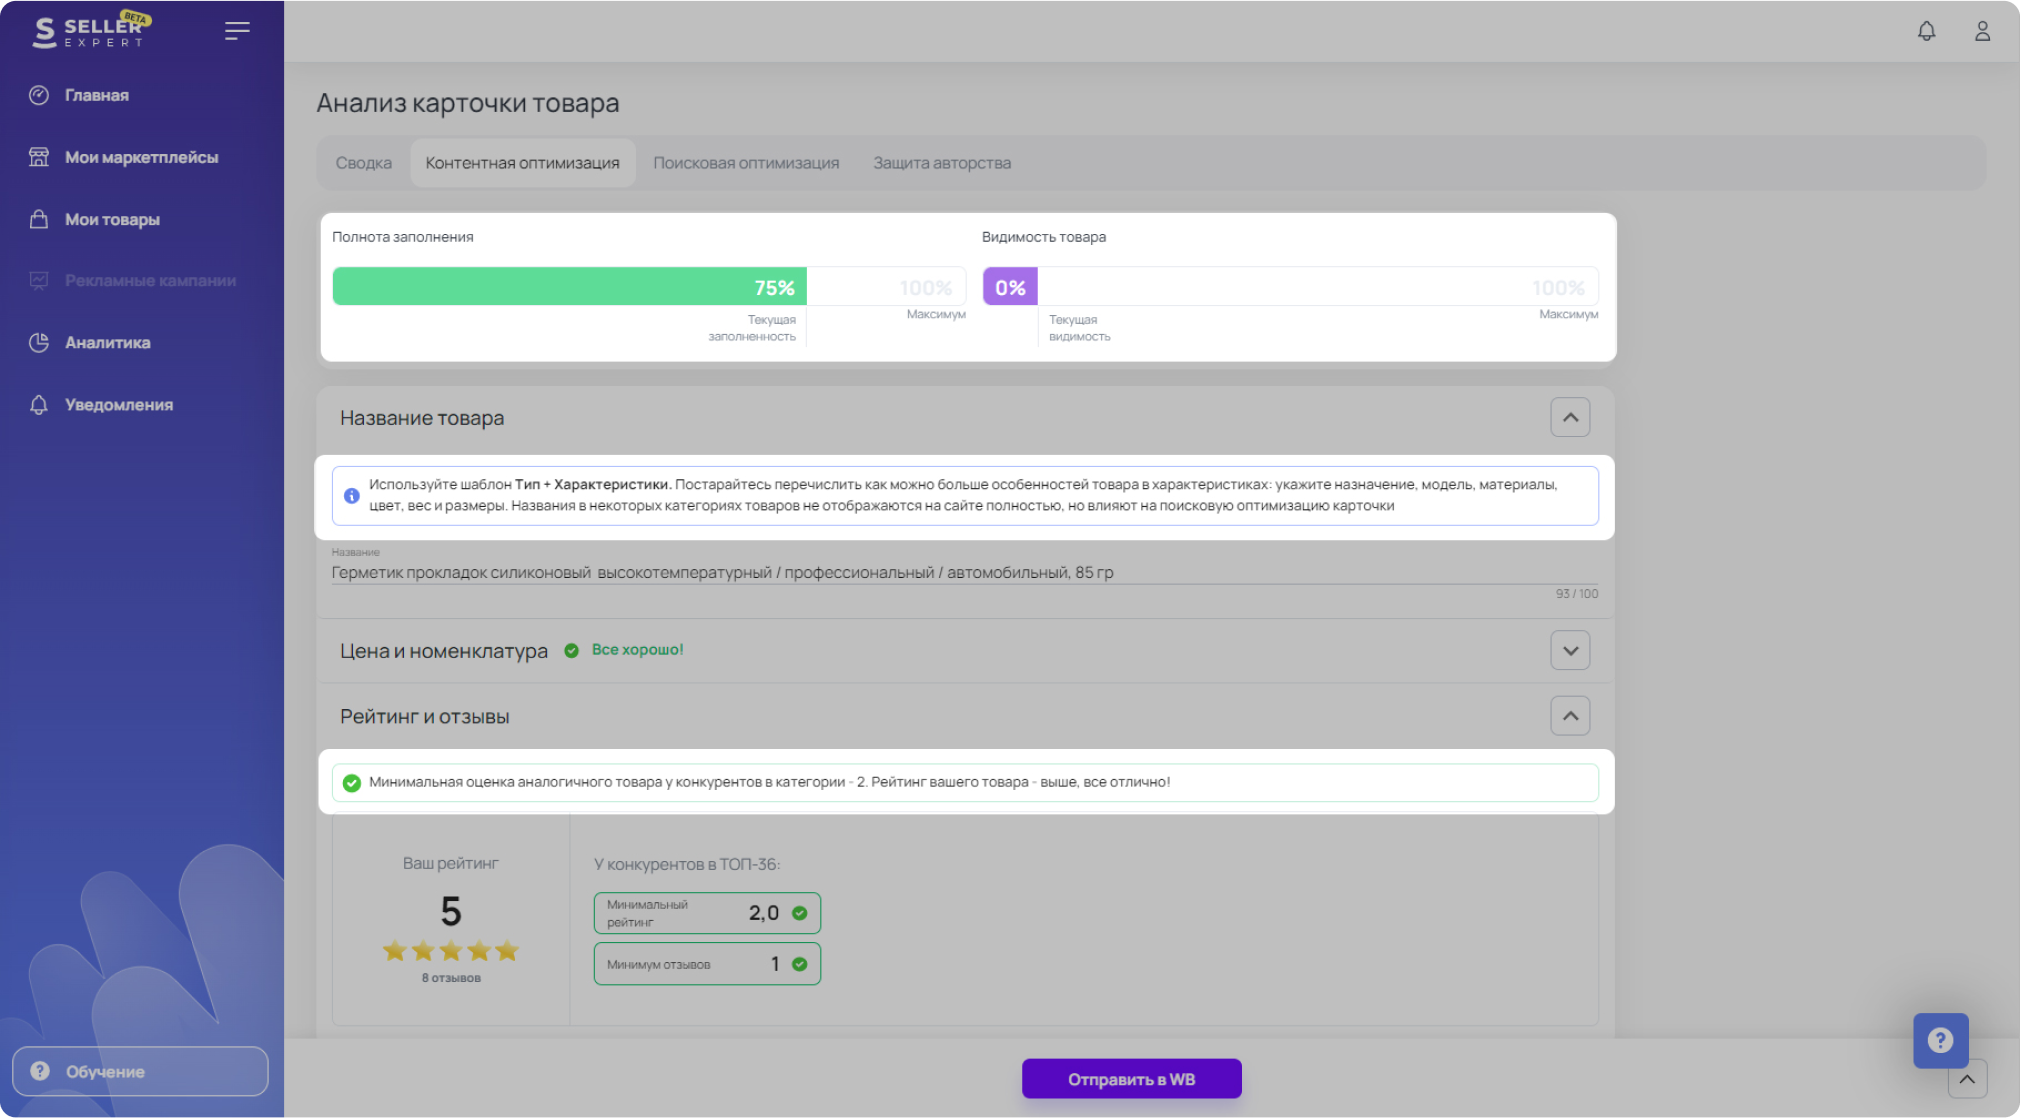 SELLER BETA
EXPERT
Главная
Мои маркетплейсы
Мои товары
Рекламные кампании
Аналитика
Уведомления
Обучение
Анализ карточки товара
Сводка
Контентная оптимизация
Поисковая оптимизация
Защита авторства
Полнота заполнения
75%
100%
Текущая
заполненность
Максимум
Видимость товара
0%
100%
Текущая
видимость
Максимум
Название товара
Используйте шаблон Тип + Характеристики. Постарайтесь перечислить как можно больше особенностей товара в характеристиках: укажите назначение, модель, материалы,
цвет, вес и размеры. Названия в некоторых категориях товаров не отображаются на сайте полностью, но влияют на поисковую оптимизацию карточки
Название
Герметик прокладок силиконовый высокотемпературный / профессиональный / автомобильный, 85 гр
93 / 100
Цена и номенклатура
Все хорошо!
Рейтинг и отзывы
Минимальная оценка аналогичного товара у конкурентов в категории - 2. Рейтинг вашего товара - выше, все отлично!
Ваш рейтинг
5
8 отзывов
У конкурентов в ТОП-36:
Минимальный
рейтинг
2,0
Минимум отзывов
1
Отправить в WB